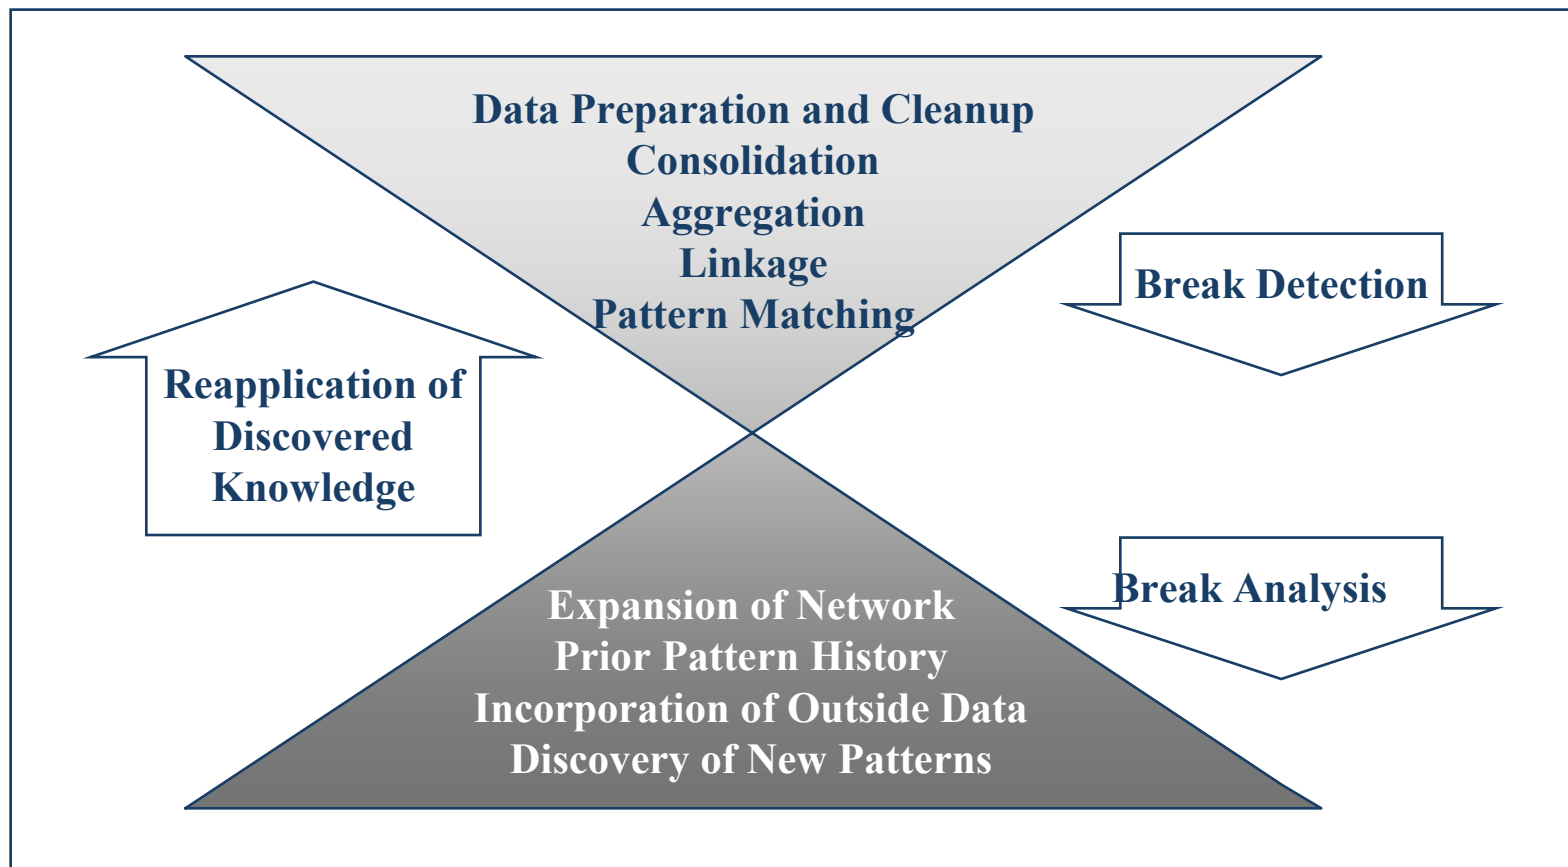 Data Preparation and Cleanup
Consolidation
Aggregation
Linkage
Pattern Matching
Break Detection
Reapplication of
Discovered
Knowledge
Break Analysis
Expansion of Network
Prior Pattern History
Incorporation of Outside Data
Discovery of New Patterns